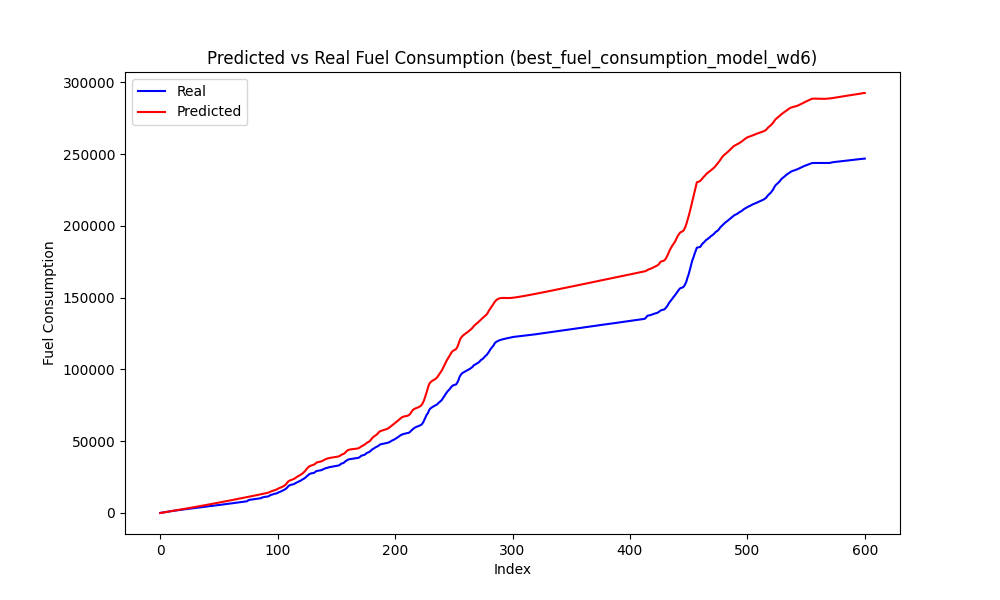 Predicted vs Real Fuel Consumption (best_fuel_consumption_model_wd6)
Real
Predicted
300000
250000
200000
150000
100000
50000
0
Fuel Consumption
0 100 200 300 400 500 600
Index